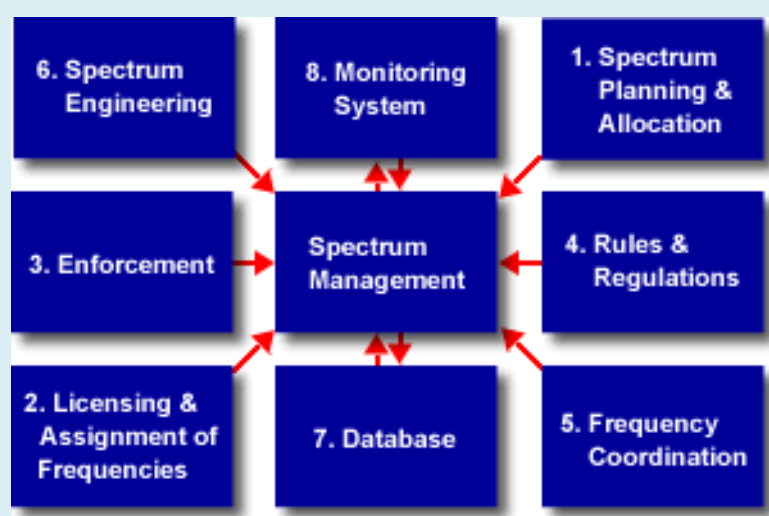 6. Spectrum
Engineering
8. Monitoring
System
1. Spectrum
Planning &
Allocation
3. Enforcement
Spectrum
Management
4. Rules &
Regulations
2. Licensing &
Assignment of
Frequencies
7. Database
5. Frequency
Coordination